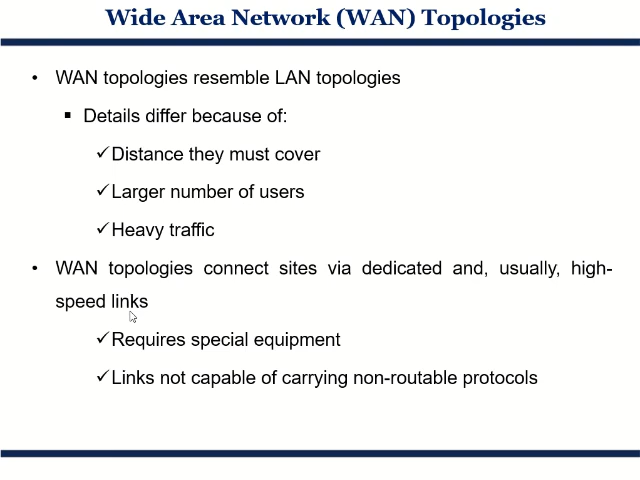 Wide Area Network (WAN) Topologies
• WAN topologies resemble LAN topologies
▪ Details differ because of:
✓Distance they must cover
✓Larger number of users
✓Heavy traffic
• WAN topologies connect sites via dedicated and, usually, high-
speed links
✓Requires special equipment
✓Links not capable of carrying non-routable protocols